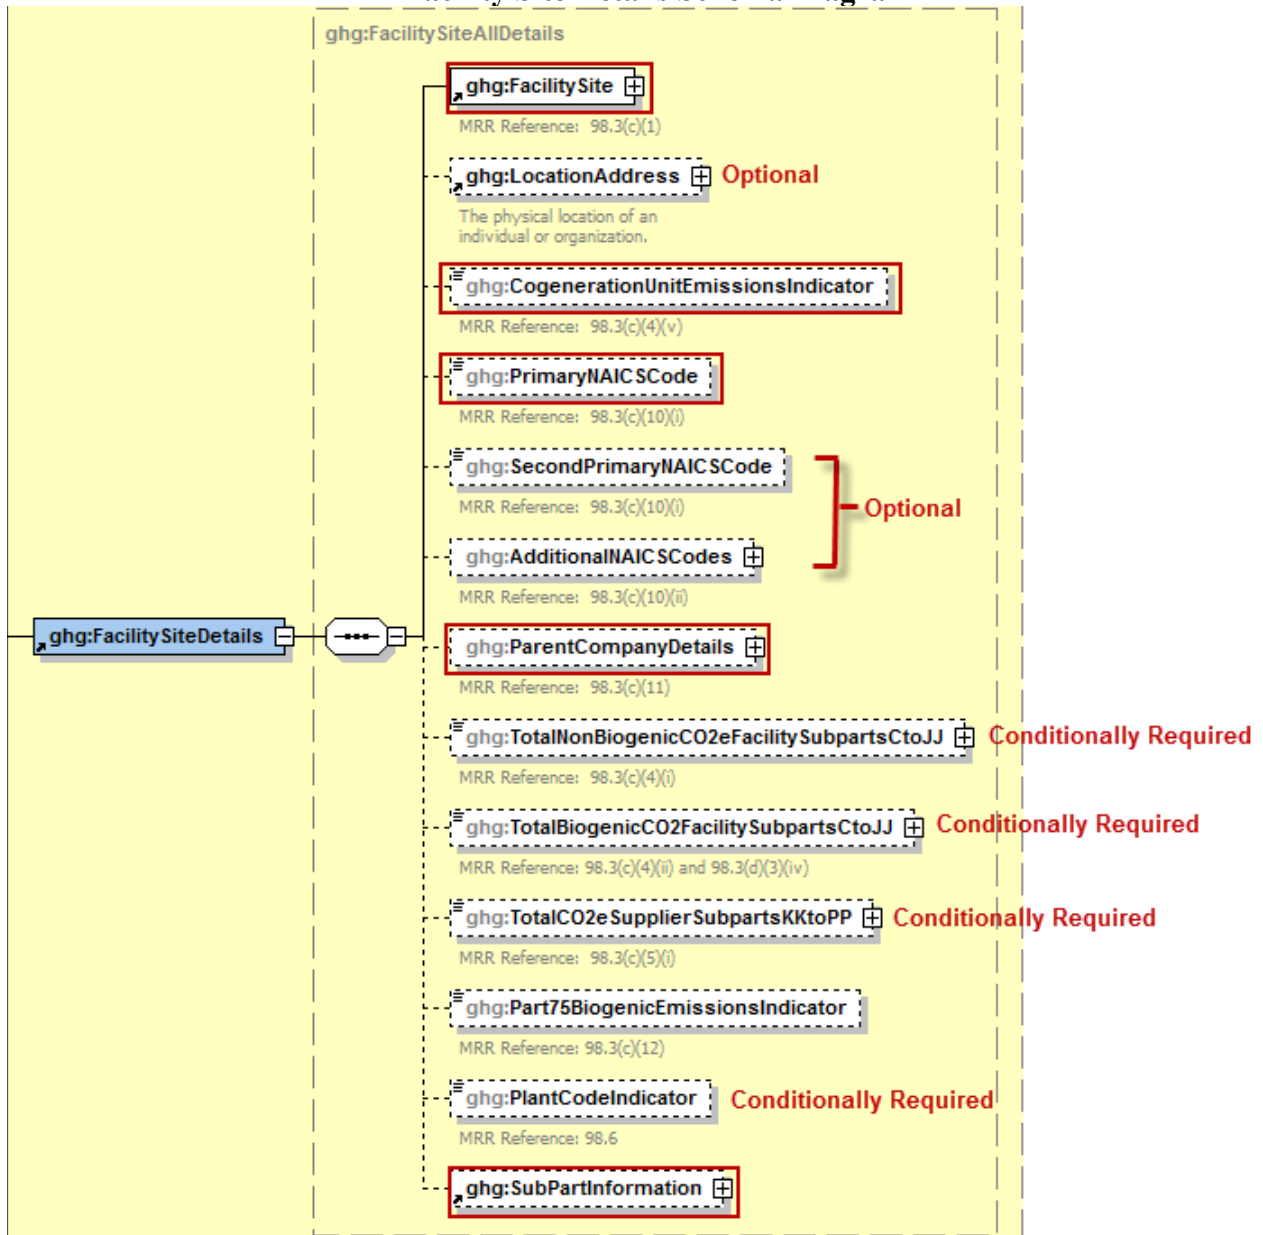 Facility Site Details Schema Diagram
ghg:FacilitySiteAllDetails
ghg:FacilitySite
MRR Reference: 98.3(c)(1)
ghg:LocationAddress Optional
The physical location of an
individual or organization.
ghg:CogenerationUnitEmissionsIndicator
MRR Reference: 98.3(c)(4)(v)
ghg:PrimaryNAICSCode
MRR Reference: 98.3(c)(10)(i)
ghg:SecondPrimaryNAICSCode
MRR Reference: 98.3(c)(10)(i)
Optional
ghg:AdditionalNAICSCodes
MRR Reference: 98.3(c)(10)(ii)
ghg:FacilitySiteDetails
ghg:ParentCompanyDetails
MRR Reference: 98.3(c)(11)
ghg:TotalNonBiogenicCO2eFacilitySubpartsCtoJJ Conditionally Required
MRR Reference: 98.3(c)(4)(i)
ghg:TotalBiogenicCO2FacilitySubpartsCtoJJ Conditionally Required
MRR Reference: 98.3(c)(4)(ii) and 98.3(d)(3)(iv)
ghg:TotalCO2eSupplierSubpartsKKtoPP Conditionally Required
MRR Reference: 98.3(c)(5)(i)
ghg:Part75BiogenicEmissionsIndicator
MRR Reference: 98.3(c)(12)
ghg:PlantCodeIndicator Conditionally Required
MRR Reference: 98.6
ghg:SubPartInformation